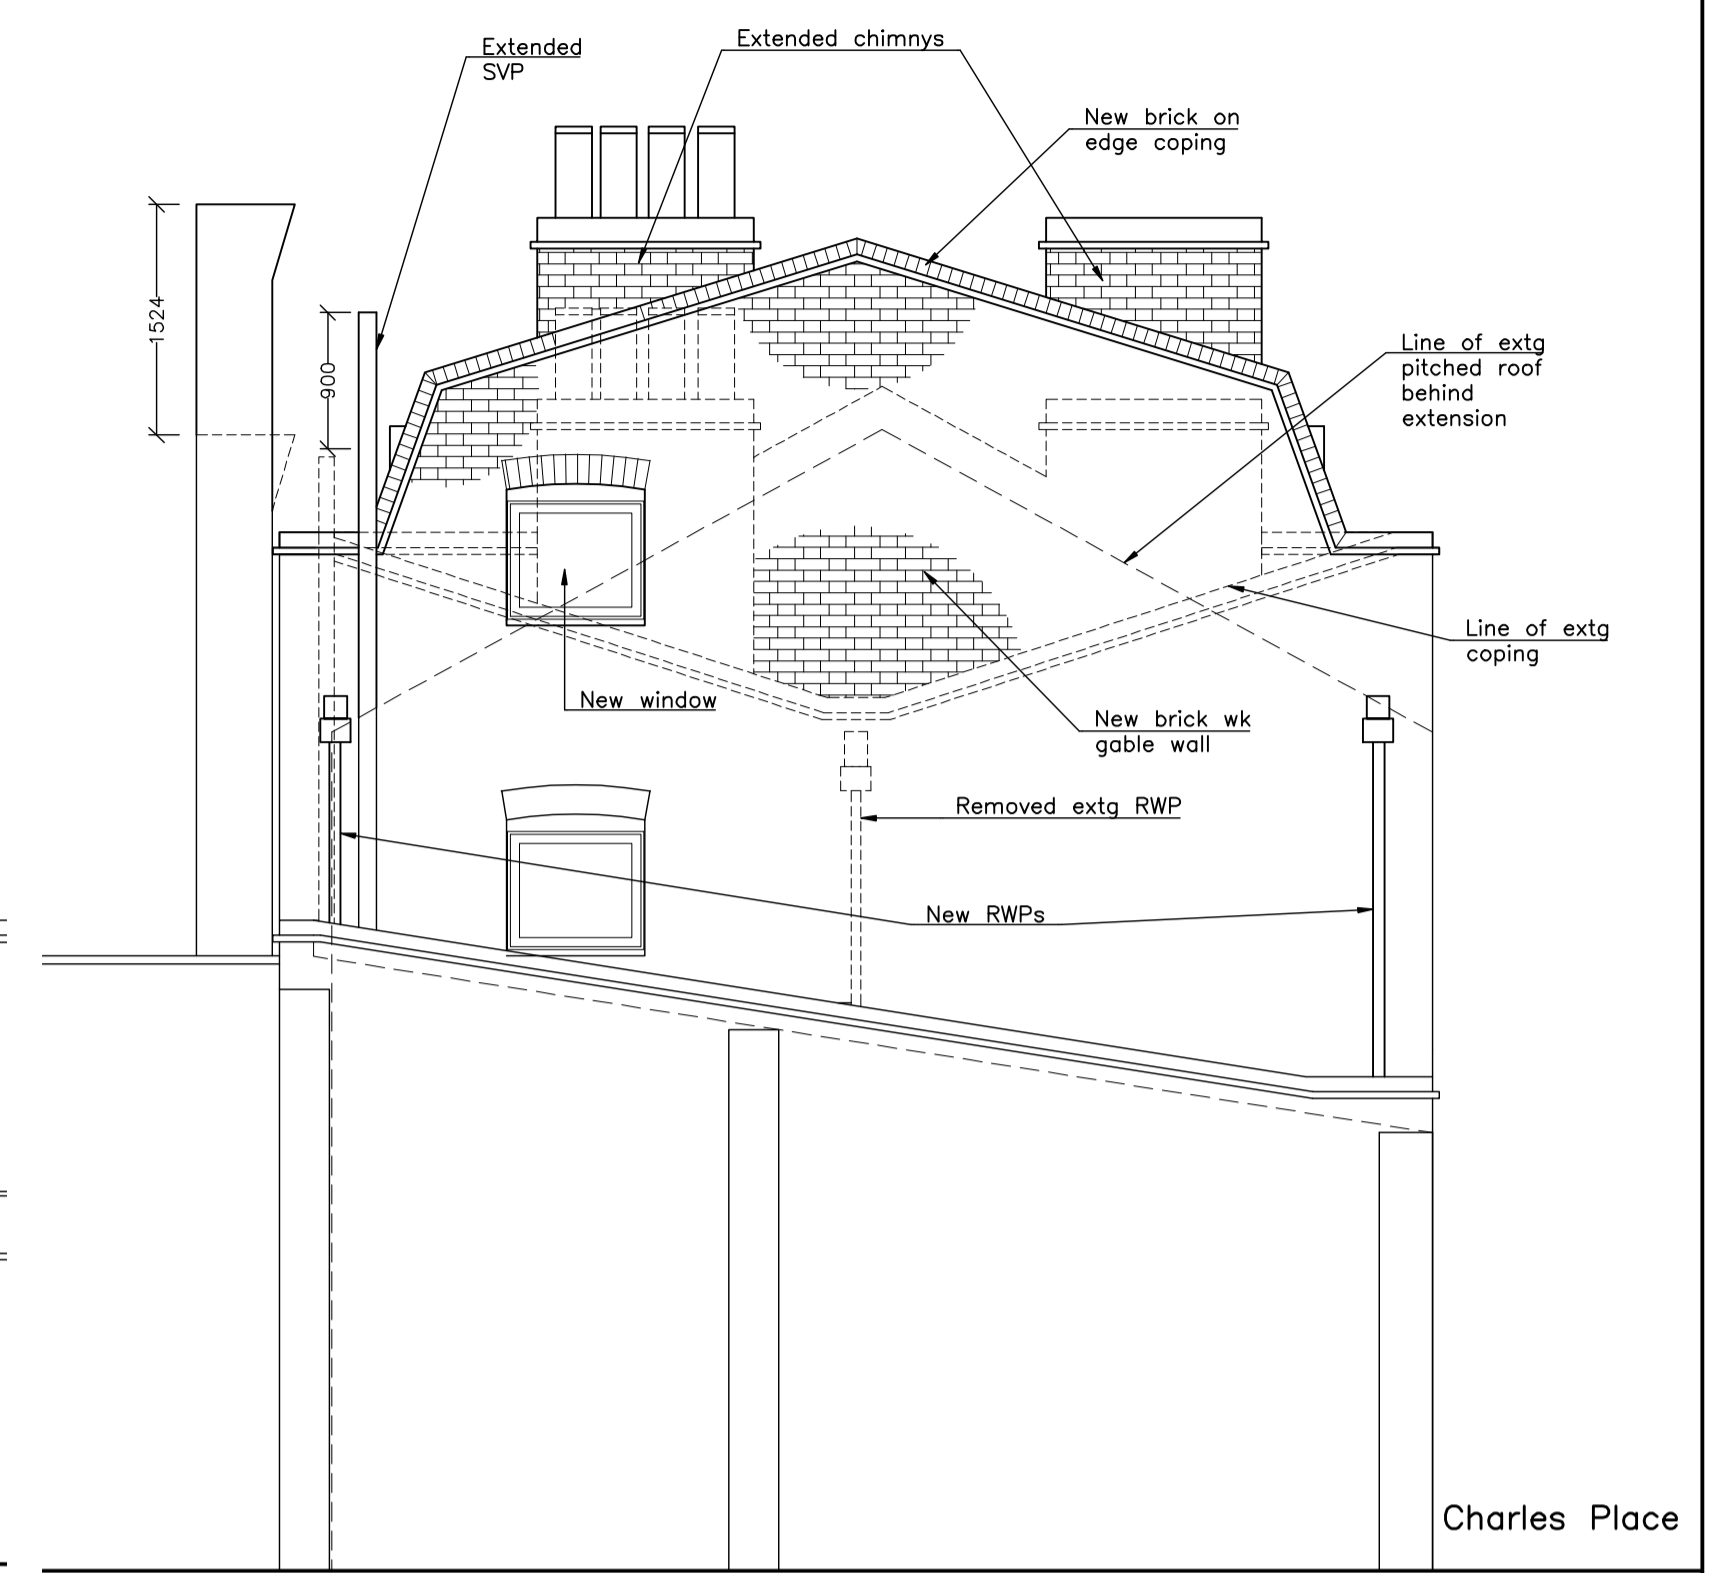 Extended
SVP
Extended chimnys
New brick on
edge coping
1524
900
Line of extg
pitched roof
behind
extension
Line of extg
coping
New window
New brick wk
gable wall
Removed extg RWP
New RWPs
Charles Place